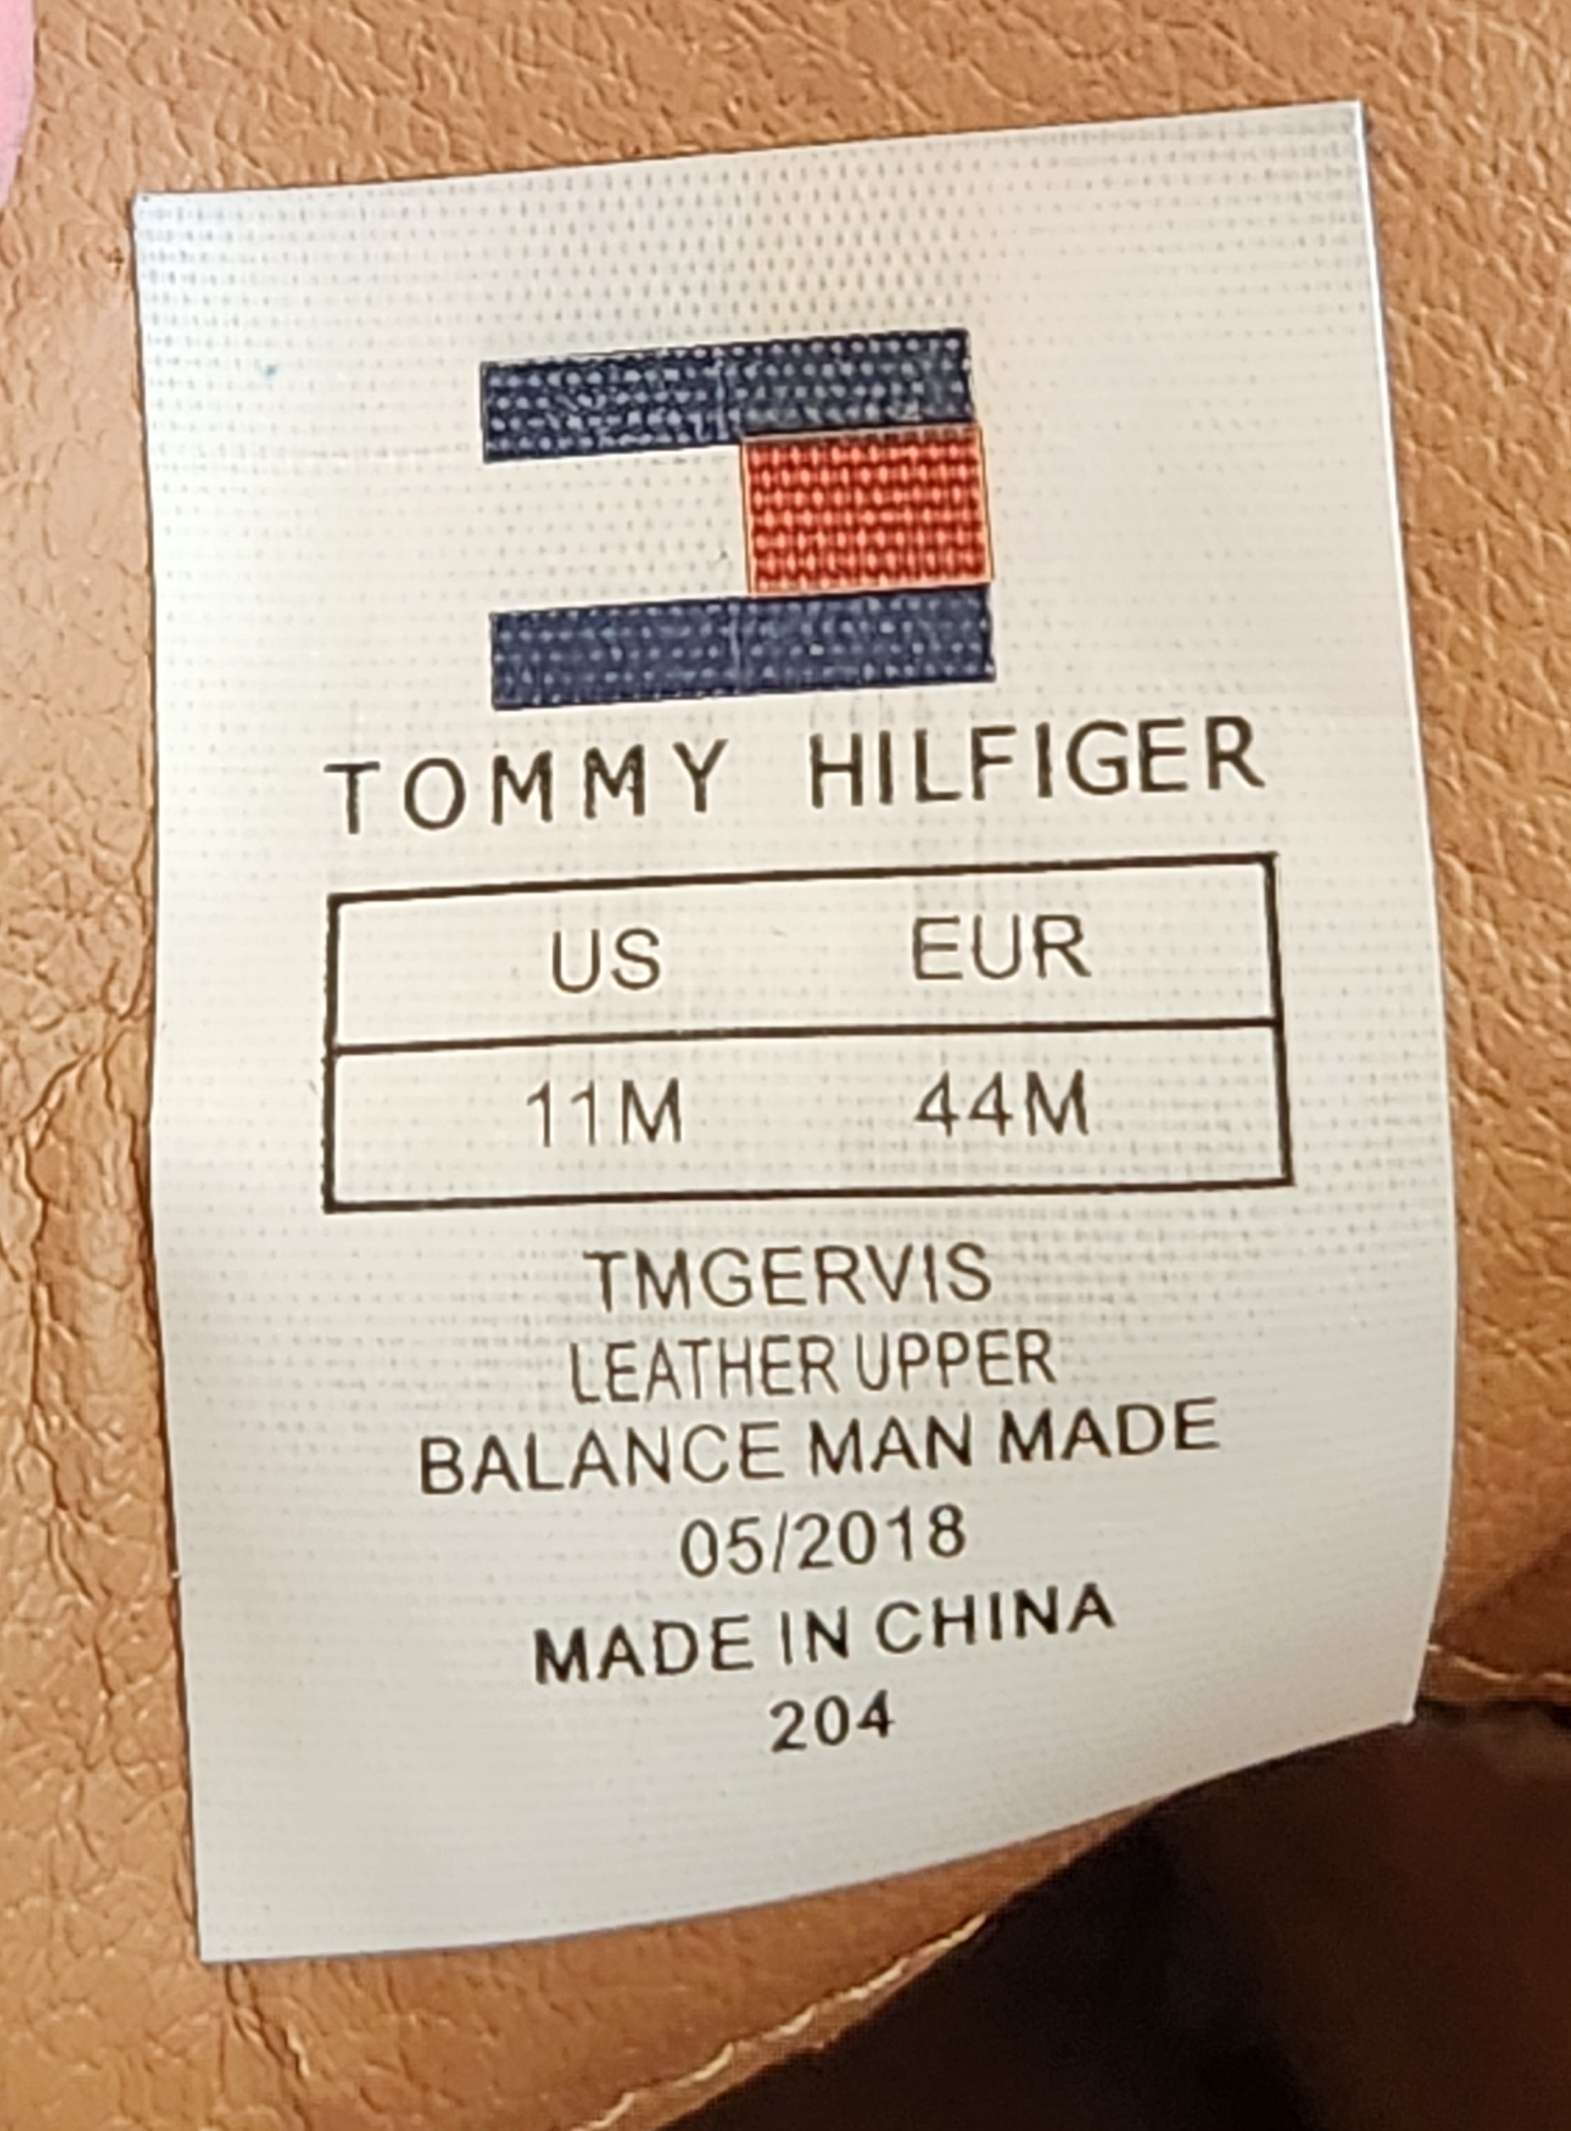 TOMMY HILFIGER
US EUR
11M 44M
TMGERVIS
LEATHER UPPER
BALANCE MAN MADE
05/2018
MADE IN CHINA
204